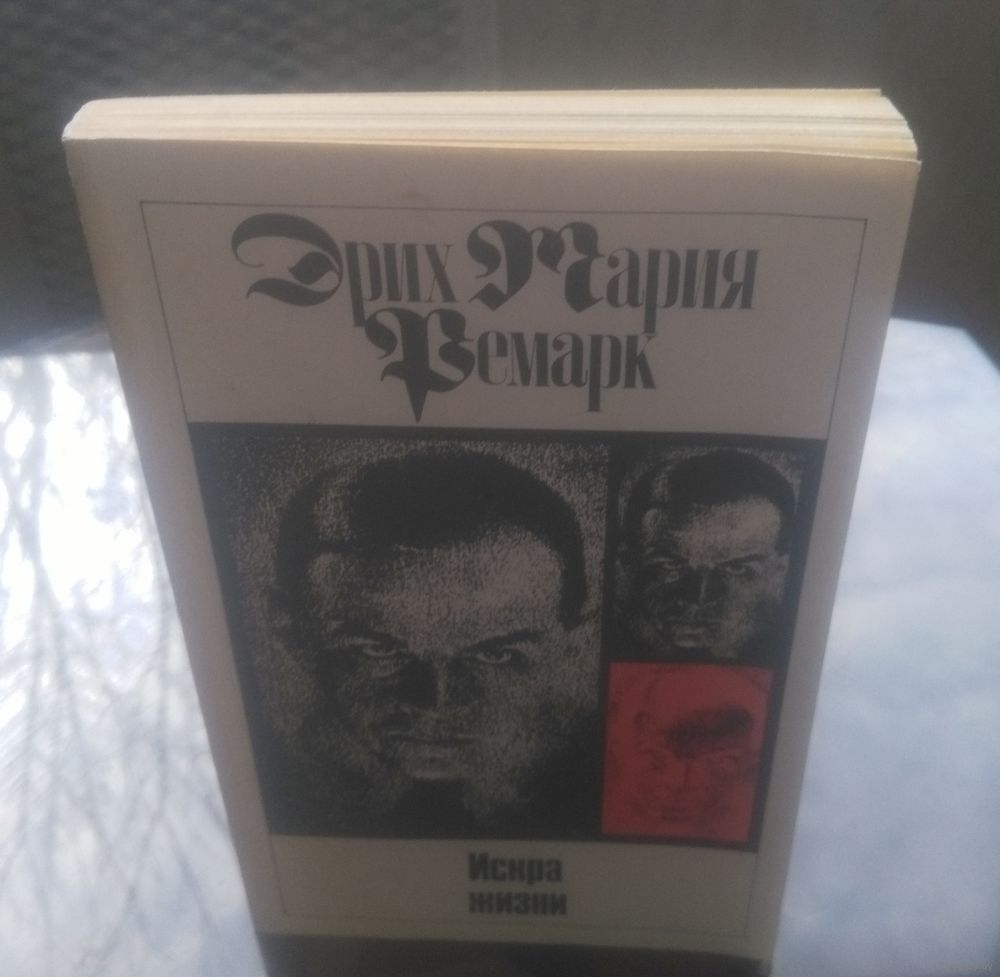 Эрих Мария
Ремарк
Искра
жизни